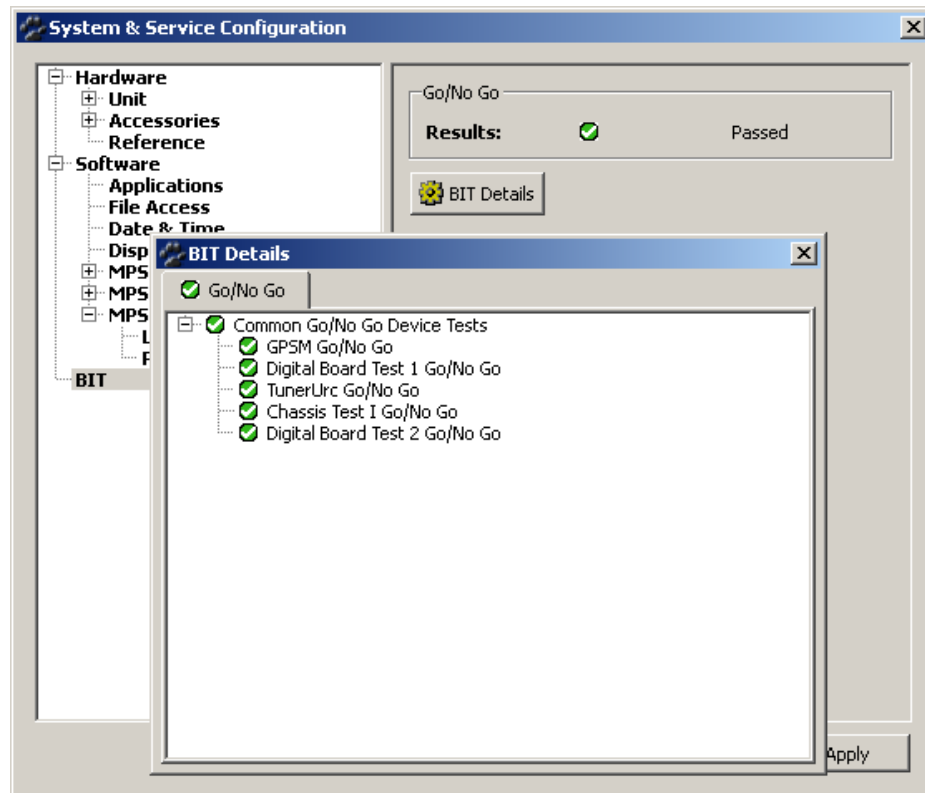 System & Service Configuration
Hardware
Unit
Accessories
Reference
Software
Applications
File Access
Date & Time
Disp
MPS
MPS
MPS
BIT
Go/No Go
Results: Passed
BIT Details
BIT Details
Go/No Go
Common Go/No Go Device Tests
GPSM Go/No Go
Digital Board Test 1 Go/No Go
TunerUrc Go/No Go
Chassis Test I Go/No Go
Digital Board Test 2 Go/No Go
Apply